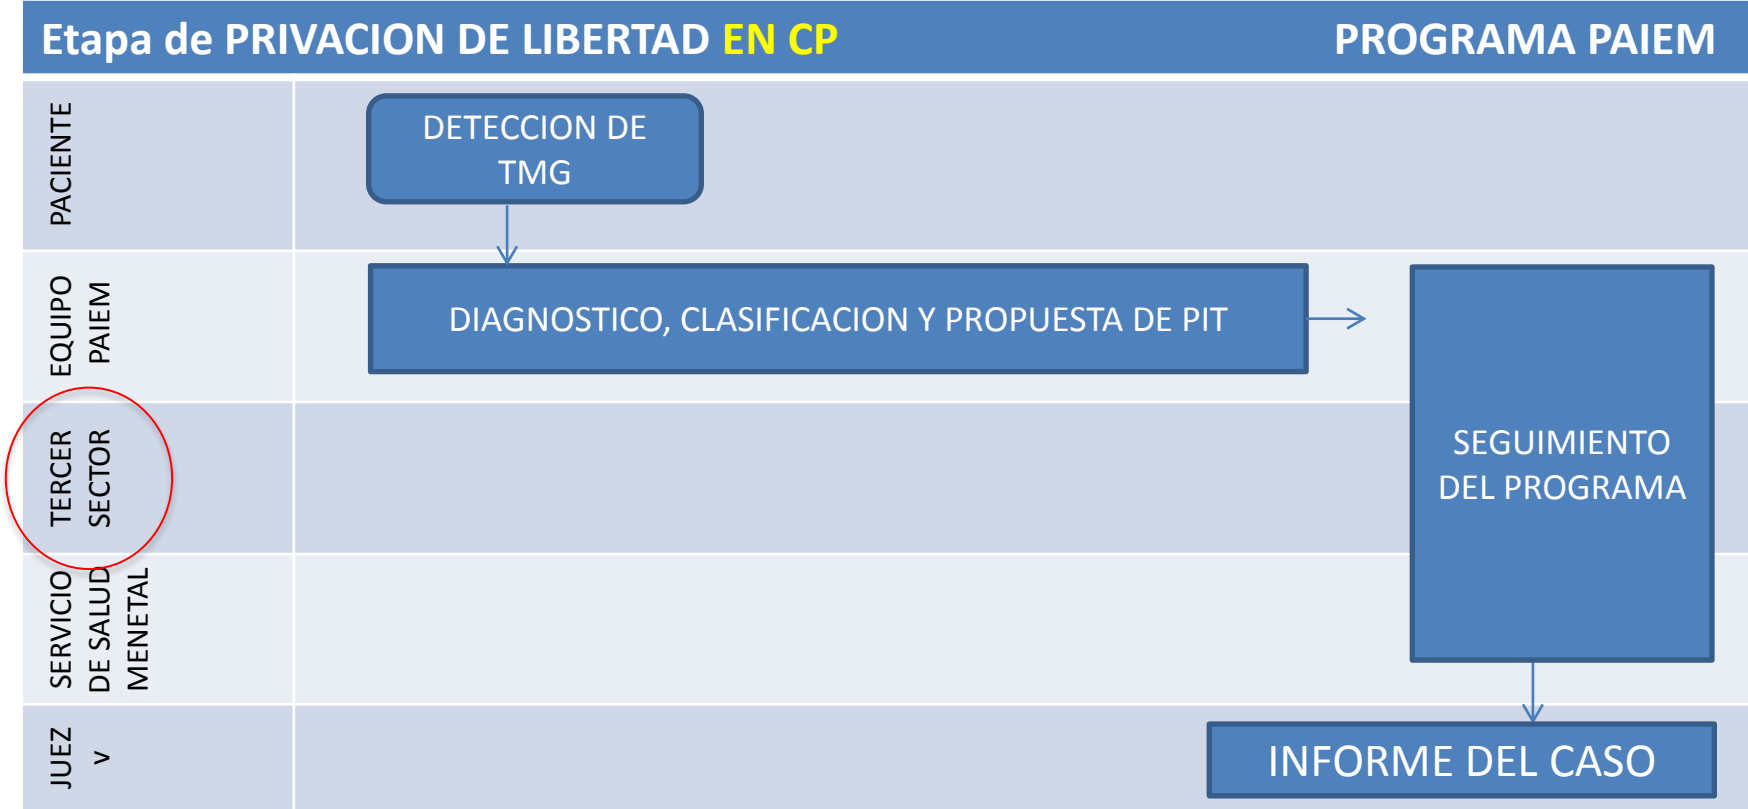 Etapa de PRIVACION DE LIBERTAD EN CP
PROGRAMA PAIEM
PACIENTE
DETECCION DE
TMG
EQUIPO
PAIEM
DIAGNOSTICO, CLASIFICACION Y PROPUESTA DE PIT
TERCER
SECTOR
SEGUIMIENTO
DEL PROGRAMA
SERVICIO
DE SALUD
MENETAL
JUEZ
v
INFORME DEL CASO